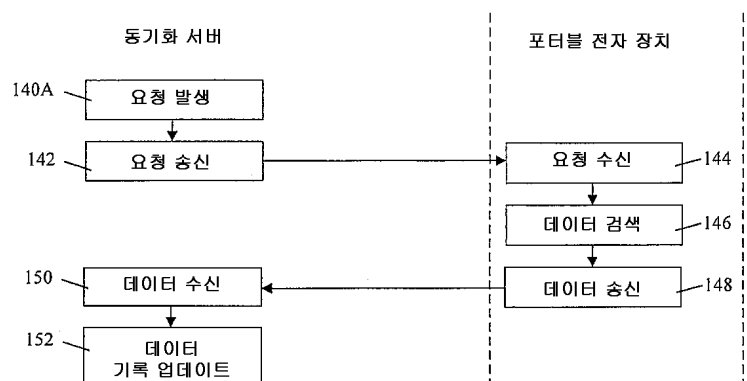 동기화 서버
포터블 전자 장치
140A
요청 발생
142
요청 송신
요청 수신
144
데이터 검색
146
150
데이터 수신
데이터 송신
148
152
데이터
기록 업데이트